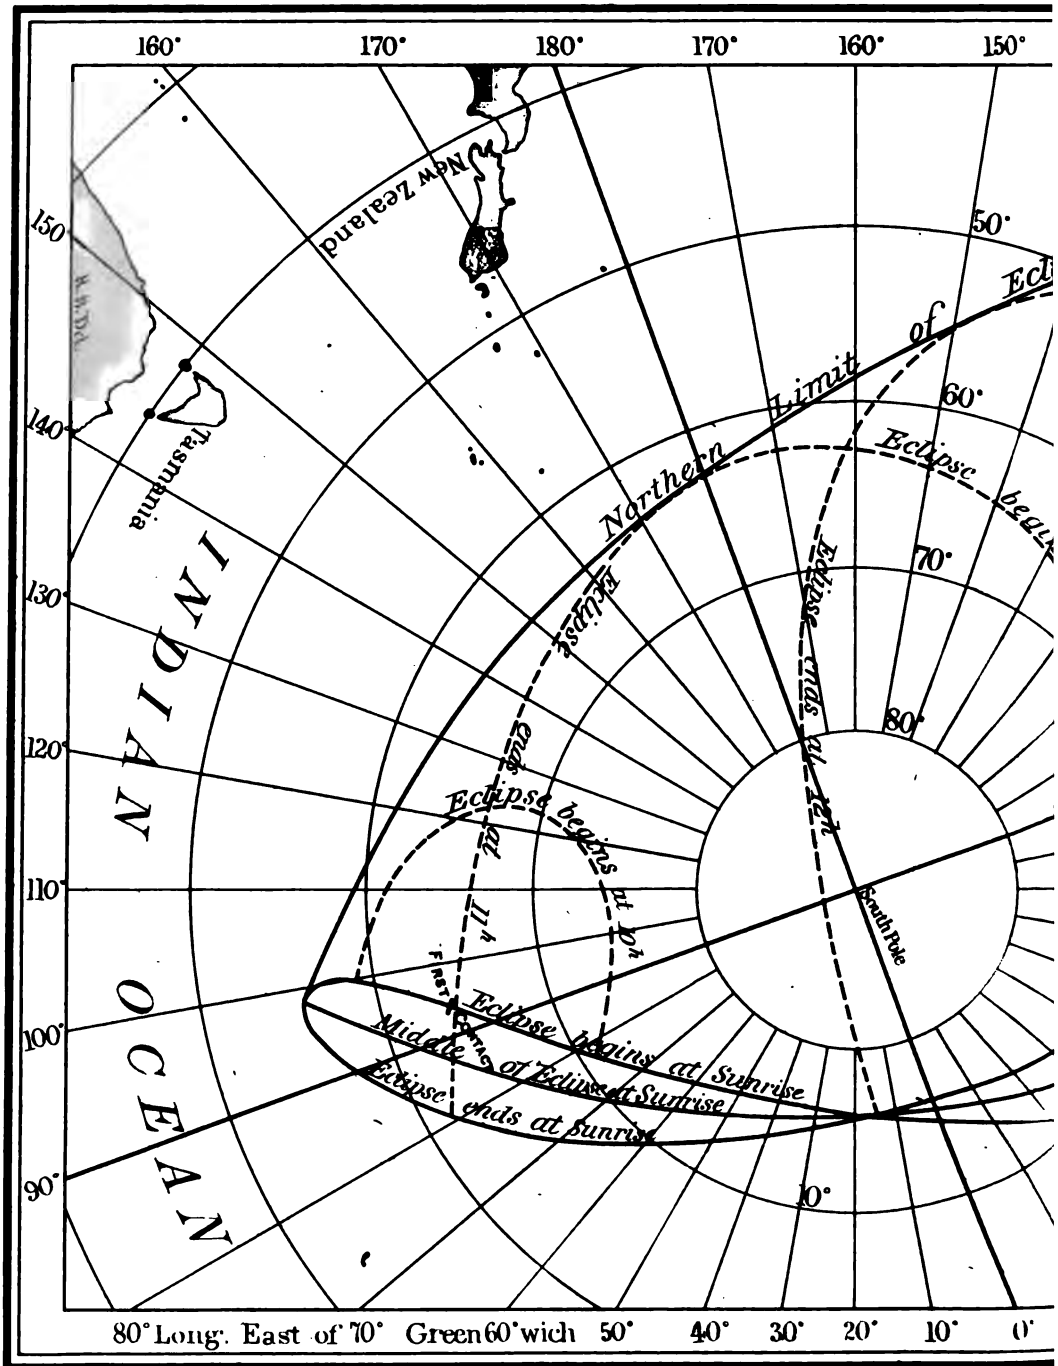 160° 170° 180° 170° 160° 150°
New Zealand
150
50°
Ecli
of
Limit
60°
Northern
Eclipse begin
140°
Tasmania
70°
INDIAN OCEAN
130°
Eclipse ends at 11h
Eclipse ends at 12h
80°
120°
Eclipse begins at 10h
110°
South Pole
FIRST CONTACT
Eclipse begins at Sunrise
100°
Middle of Eclipse at Sunrise
Eclipse ends at Sunrise
90°
10°
80° Long. East of 70° Green 60° wich 50° 40° 30° 20° 10° 0°